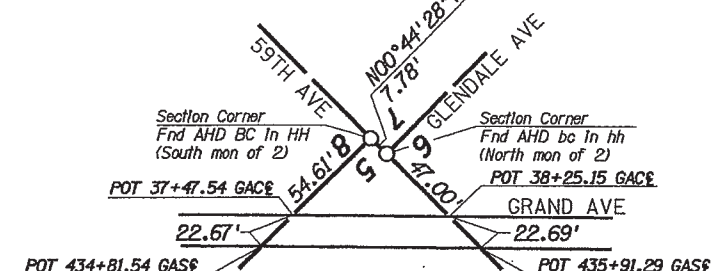 59TH AVE
N00°44'28"
7.78'
GLENDALE AVE
Section Corner
Fnd AHD BC in HH
(South mon of 2)
Section Corner
Fnd AHD bc in hh
(North mon of 2)
8
5
7
6
54.61'
47.00'
POT 37+47.54 GAC℄
POT 38+25.15 GAC℄
GRAND AVE
22.67'
22.69'
POT 434+81.54 GAS℄
POT 435+91.29 GAS℄